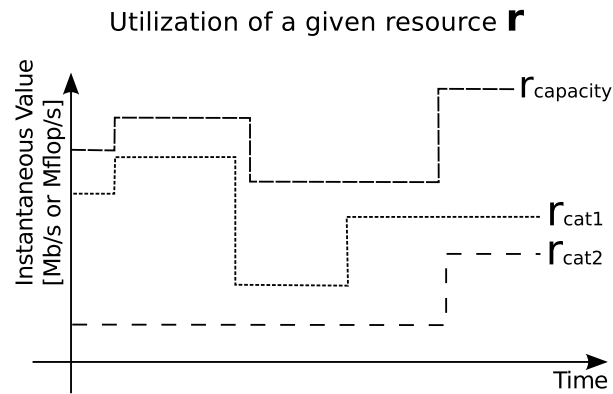 Utilization of a given resource r
Instantaneous Value
[Mb/s or Mflop/s]
rcapacity
rcat1
rcat2
Time